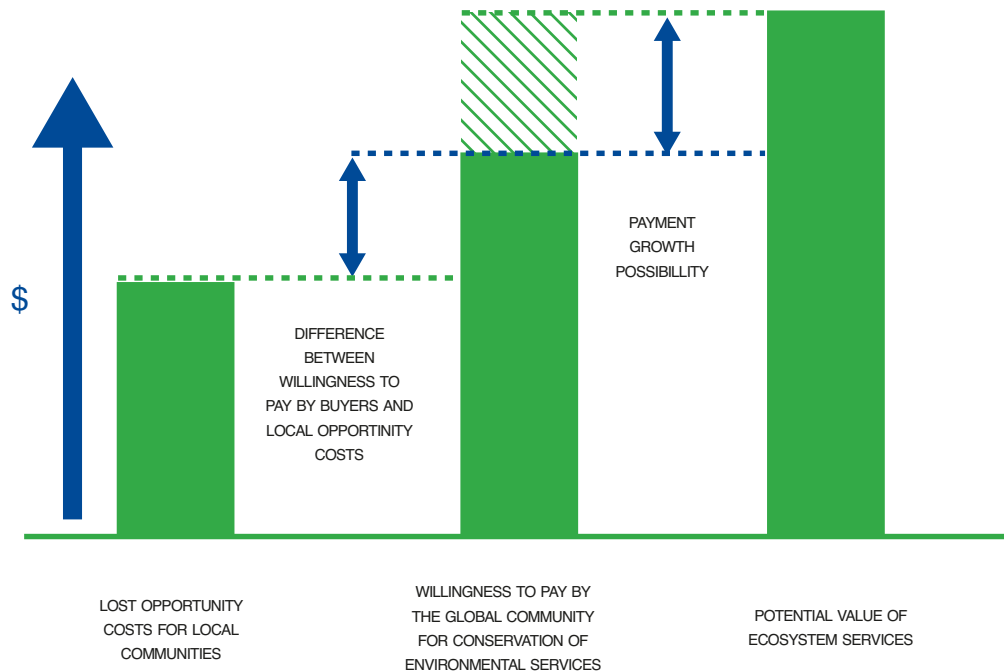 $
DIFFERENCE
BETWEEN
WILLINGNESS TO
PAY BY BUYERS AND
LOCAL OPPORTINITY
COSTS
PAYMENT
GROWTH
POSSIBILLITY
LOST OPPORTUNITY
COSTS FOR LOCAL
COMMUNITIES
WILLINGNESS TO PAY BY
THE GLOBAL COMMUNITY
FOR CONSERVATION OF
ENVIRONMENTAL SERVICES
POTENTIAL VALUE OF
ECOSYSTEM SERVICES